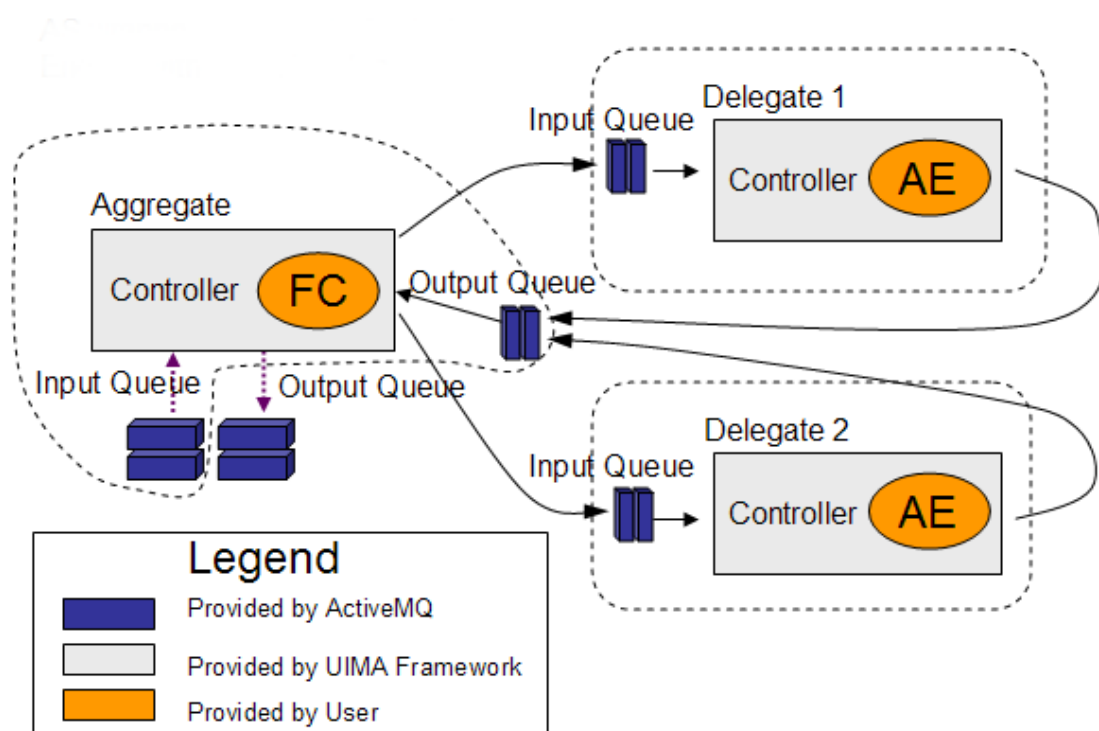 Delegate 1
Input Queue
Controller
AE
Aggregate
Controller
FC
Output Queue
Input Queue
Output Queue
Delegate 2
Input Queue
Controller
AE
Legend
Provided by ActiveMQ
Provided by UIMA Framework
Provided by User